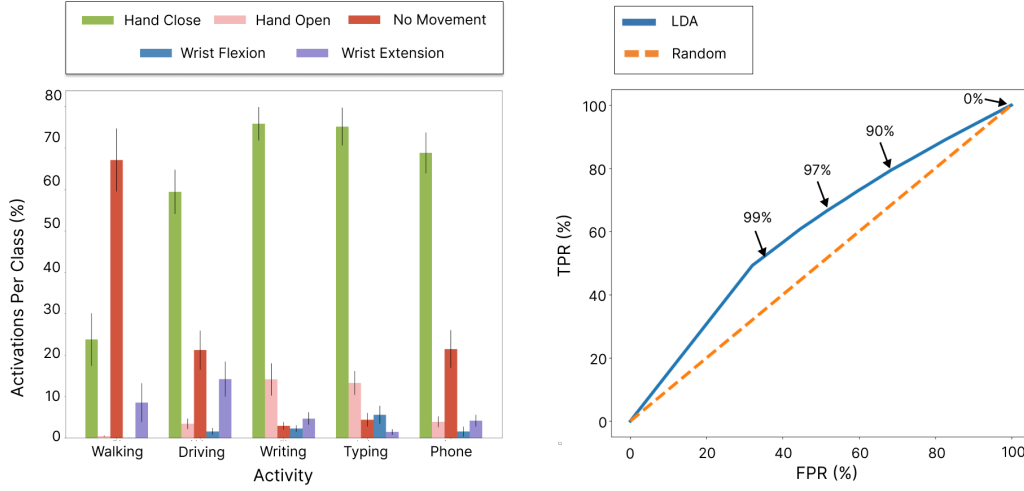 Hand Close Hand Open No Movement
Wrist Flexion Wrist Extension
80
70
60
50
40
30
20
10
0
Activations Per Class (%)
Walking Driving Writing Typing Phone
Activity
LDA
Random
100
80
60
40
20
0
TPR (%)
0%
90%
97%
99%
0 20 40 60 80 100
FPR (%)